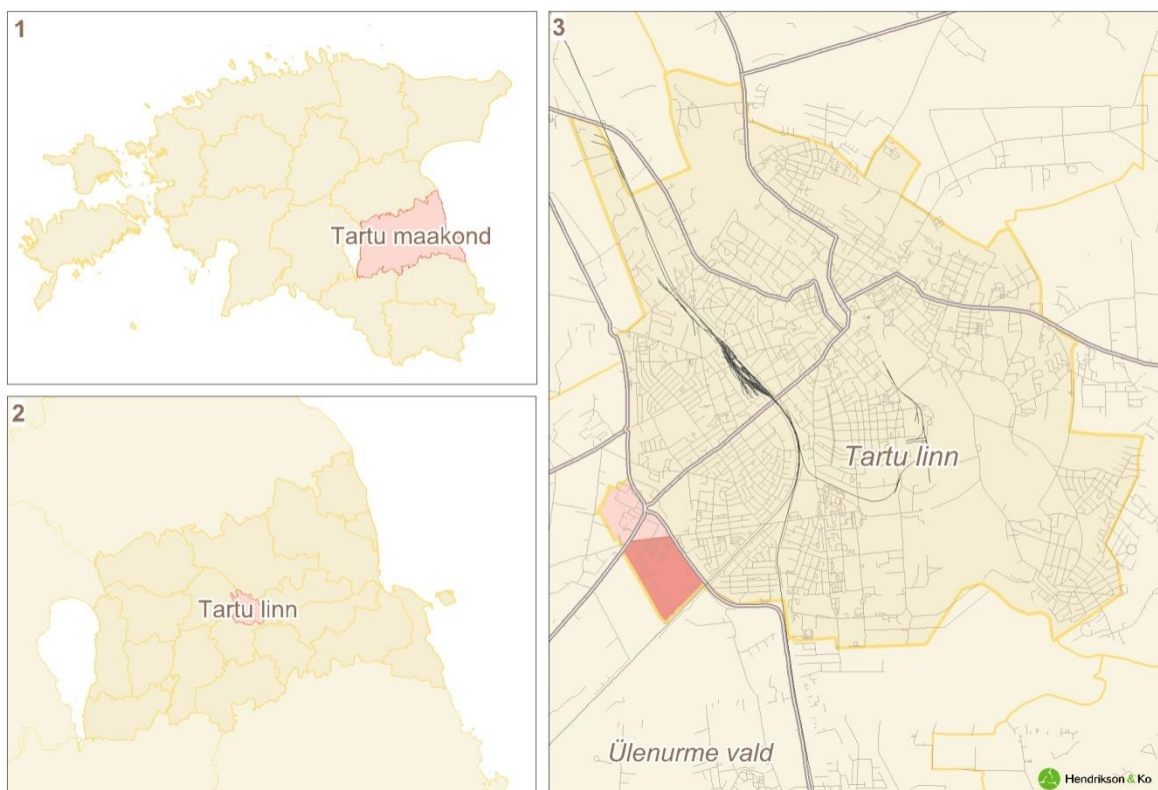 1
Tartu maakond
2
Tartu linn
3
Tartu linn
Ülenurme vald
Hendrikson & Ko